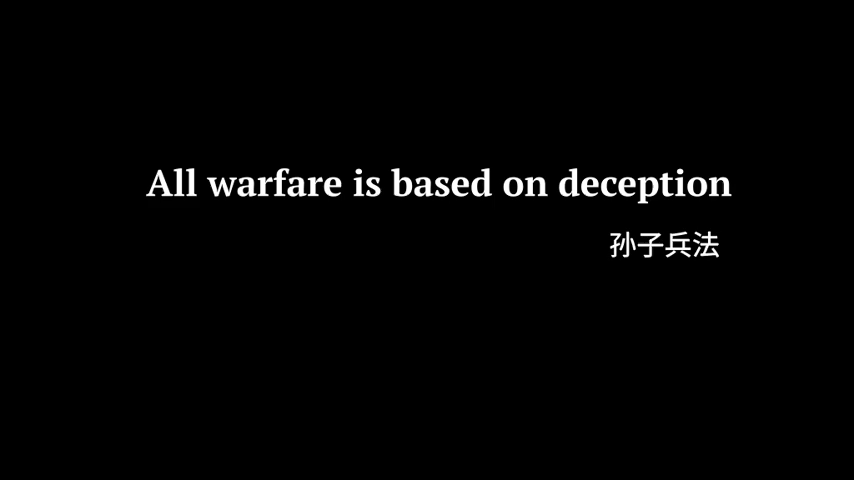 All warfare is based on deception
孙子兵法